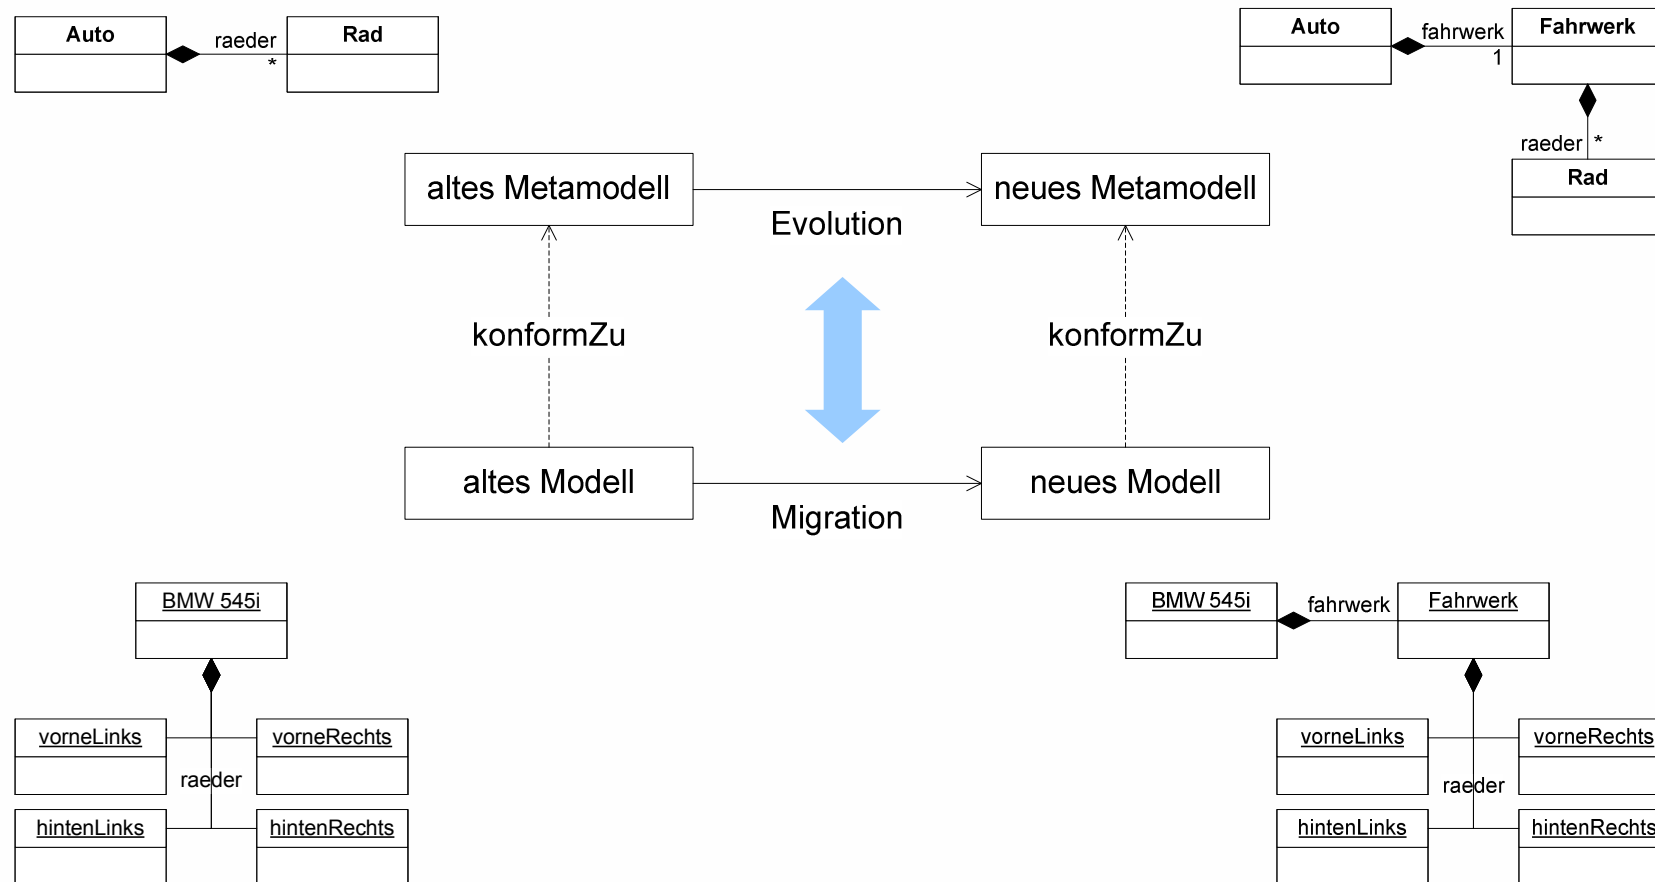 Auto
raeder
*
Rad
Auto
fahrwerk
1
Fahrwerk
raeder
*
Rad
altes Metamodell
Evolution
neues Metamodell
konformZu
konformZu
altes Modell
Migration
neues Modell
BMW 545i
vorneLinks
vorneRechts
raeder
hintenLinks
hintenRechts
BMW 545i
fahrwerk
Fahrwerk
vorneLinks
vorneRechts
raeder
hintenLinks
hintenRechts